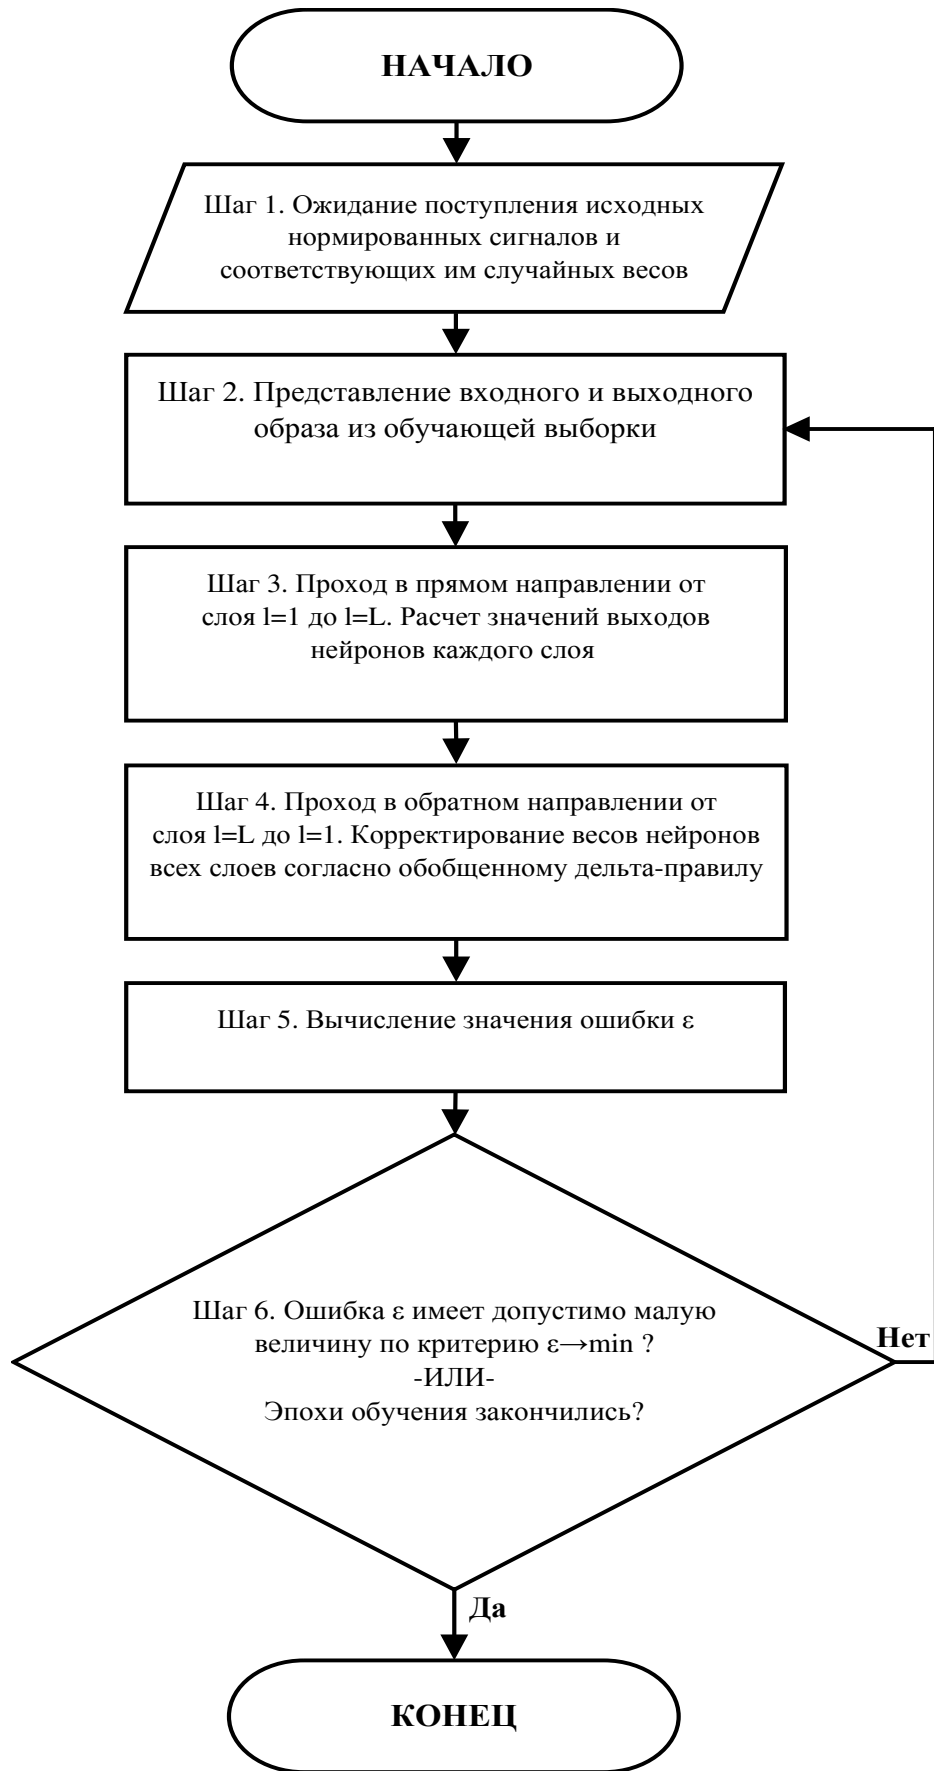 НАЧАЛО
Шаг 1. Ожидание поступления исходных
нормированных сигналов и
соответствующих им случайных весов
Шаг 2. Представление входного и выходного
образа из обучающей выборки
Шаг 3. Проход в прямом направлении от
слоя l=1 до l=L. Расчет значений выходов
нейронов каждого слоя
Шаг 4. Проход в обратном направлении от
слоя l=L до l=1. Корректирование весов нейронов
всех слоев согласно обобщенному дельта-правилу
Шаг 5. Вычисление значения ошибки ε
Шаг 6. Ошибка ε имеет допустимо малую
величину по критерию ε→min ?
-ИЛИ-
Эпохи обучения закончились?
Нет
Да
КОНЕЦ